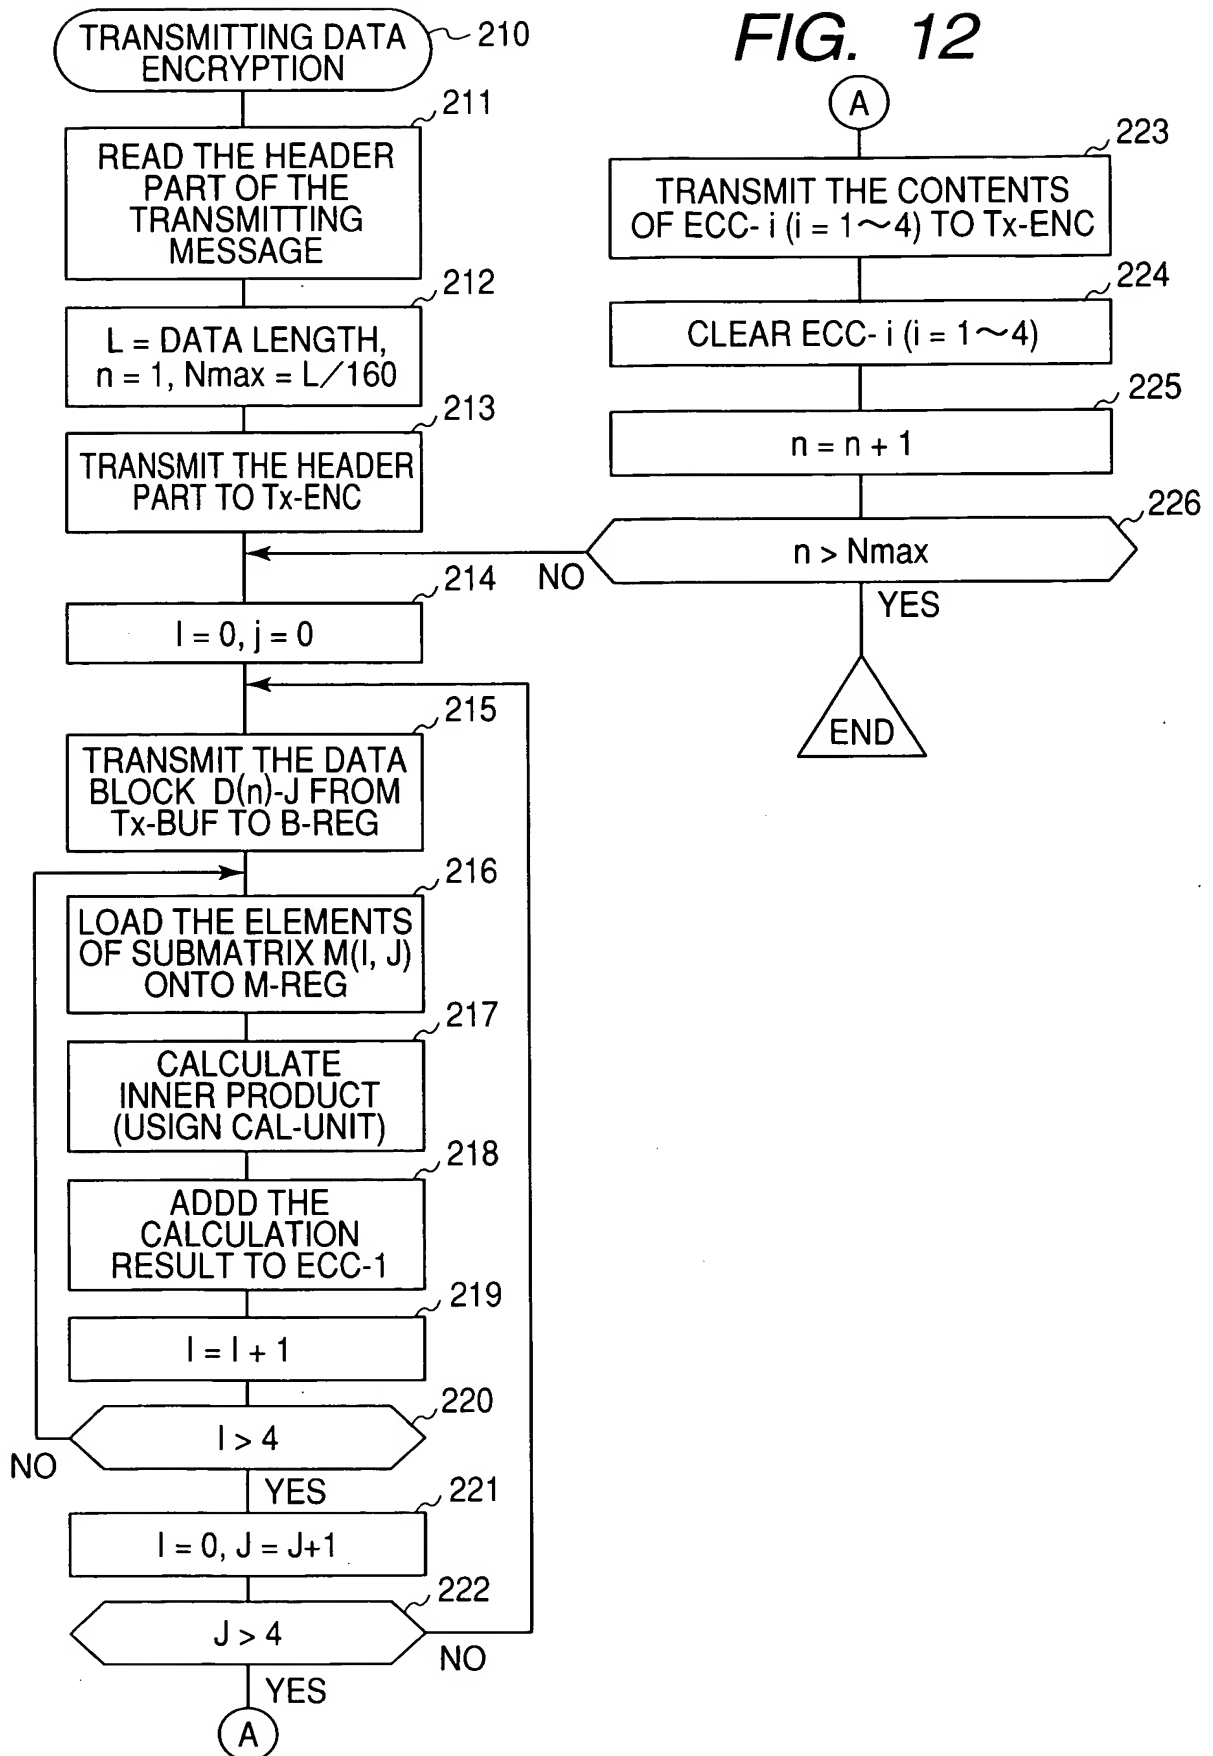 FIG. 12
TRANSMITTING DATA
ENCRYPTION
210
211
READ THE HEADER
PART OF THE
TRANSMITTING
MESSAGE
212
L = DATA LENGTH,
n = 1, Nmax = L/160
213
TRANSMIT THE HEADER
PART TO Tx-ENC
214
I = 0, j = 0
215
TRANSMIT THE DATA
BLOCK D(n)-J FROM
Tx-BUF TO B-REG
216
LOAD THE ELEMENTS
OF SUBMATRIX M(I, J)
ONTO M-REG
217
CALCULATE
INNER PRODUCT
(USIGN CAL-UNIT)
218
ADDD THE
CALCULATION
RESULT TO ECC-1
219
I = I + 1
220
I > 4
NO
YES
221
I = 0, J = J+1
222
J > 4
NO
YES
A
A
223
TRANSMIT THE CONTENTS
OF ECC- i (i = 1～4) TO Tx-ENC
224
CLEAR ECC- i (i = 1～4)
225
n = n + 1
226
n > Nmax
NO
YES
END